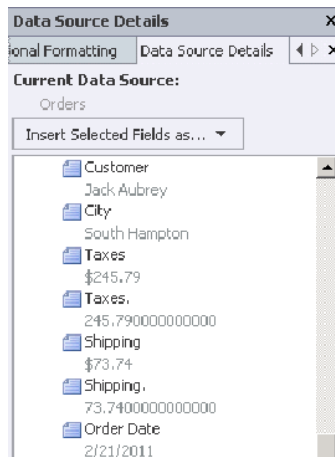 Data Source Details
ional Formatting Data Source Details
Current Data Source:
Orders
Insert Selected Fields as...
Customer
Jack Aubrey
City
South Hampton
Taxes
$245.79
Taxes.
245.790000000000
Shipping
$73.74
Shipping.
73.7400000000000
Order Date
2/21/2011